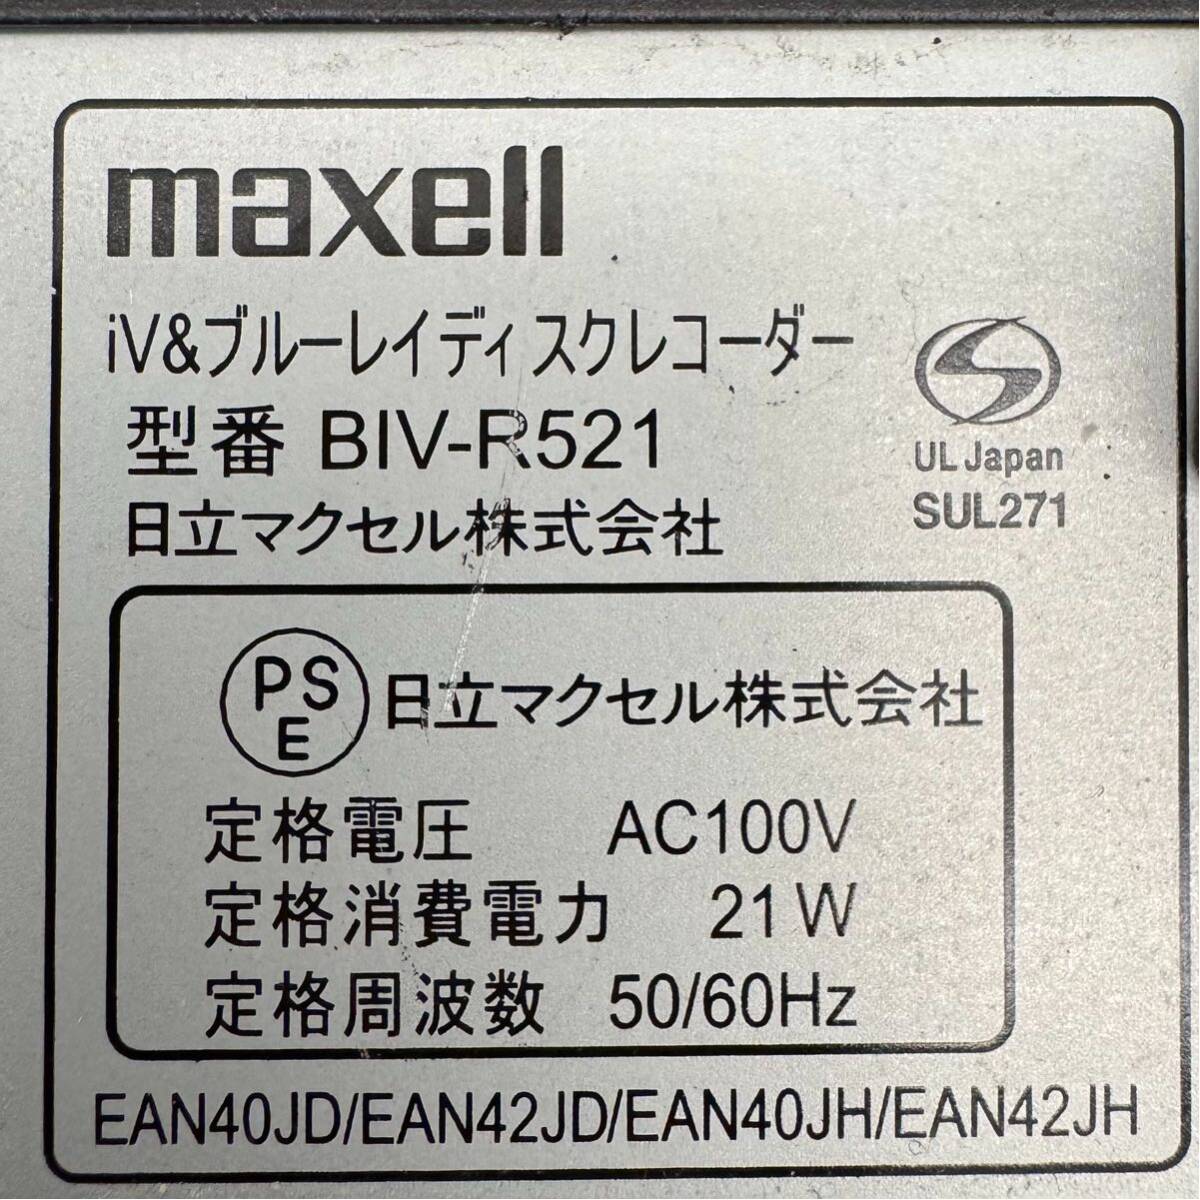 maxell
iV&ブルーレイディスクレコーダー
型番 BIV-R521
日立マクセル株式会社
UL Japan
SUL271
PS
E
日立マクセル株式会社
定格電圧 AC100V
定格消費電力 21W
定格周波数 50/60Hz
EAN40JD/EAN42JD/EAN40JH/EAN42JH